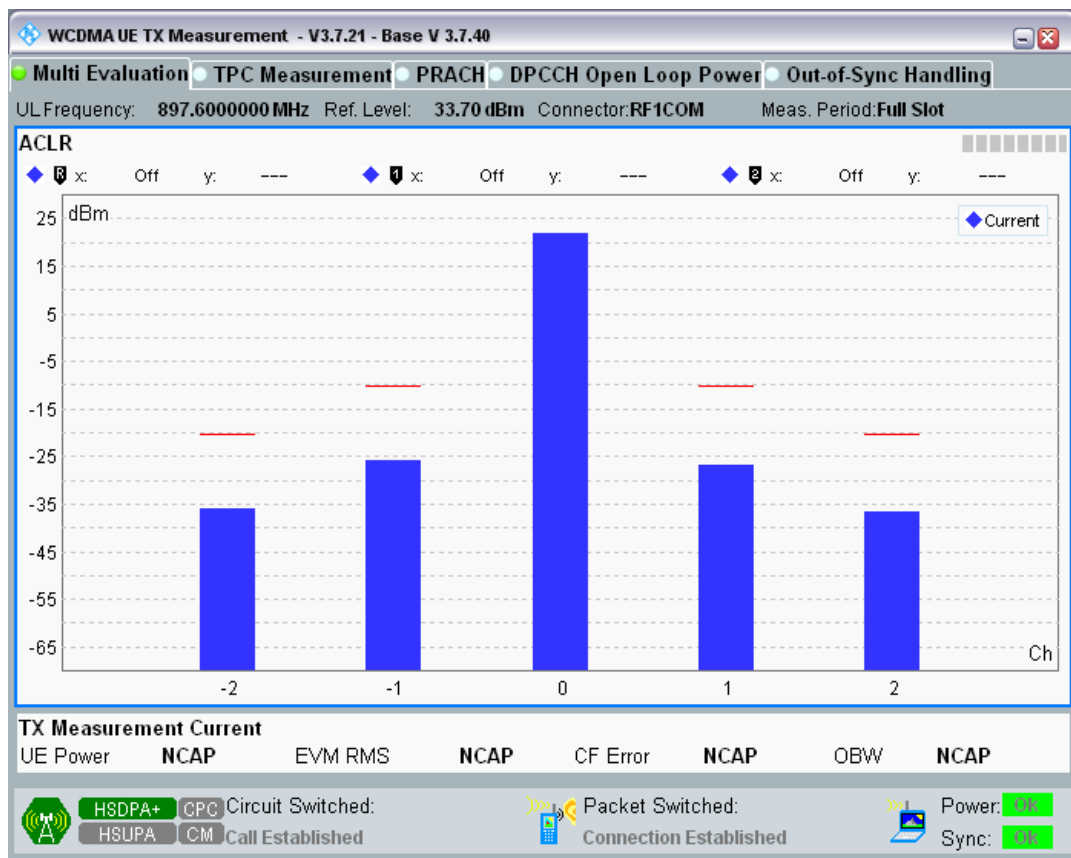 WCDMA UE TX Measurement - V3.7.21 - Base V 3.7.40
Multi Evaluation TPC Measurement PRACH DPCCH Open Loop Power Out-of-Sync Handling
UL Frequency: 897.6000000 MHz Ref. Level: 33.70 dBm Connector:RF1COM Meas. Period:Full Slot
ACLR
R x: Off y: --- 1 x: Off y: --- 2 x: Off y: ---
dBm
Current
25
15
5
-5
-15
-25
-35
-45
-55
-65
Ch
-2 -1 0 1 2
TX Measurement Current
UE Power NCAP EVM RMS NCAP CF Error NCAP OBW NCAP
HSDPA+ CPC Circuit Switched: Packet Switched: Power: Ok
HSUPA CM Call Established Connection Established Sync: Ok